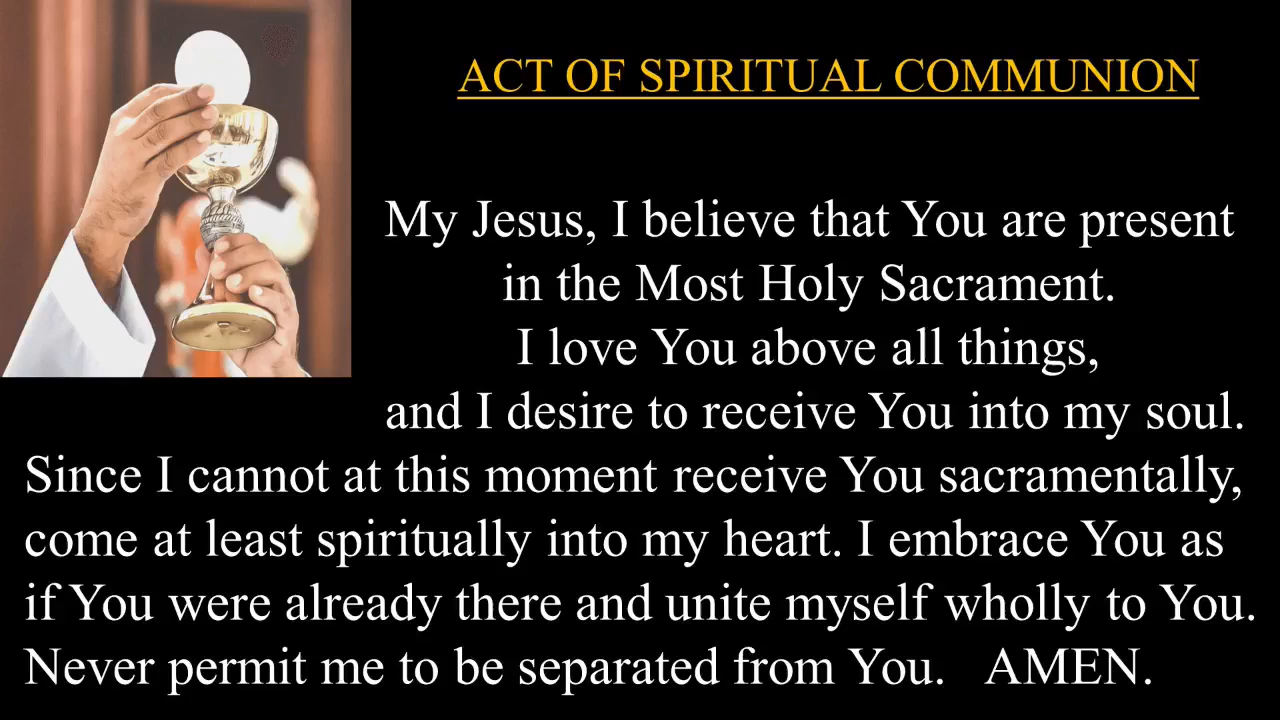 ACT OF SPIRITUAL COMMUNION
My Jesus, I believe that You are present
in the Most Holy Sacrament.
I love You above all things,
and I desire to receive You into my soul.
Since I cannot at this moment receive You sacramentally,
come at least spiritually into my heart. I embrace You as
if You were already there and unite myself wholly to You.
Never permit me to be separated from You. AMEN.